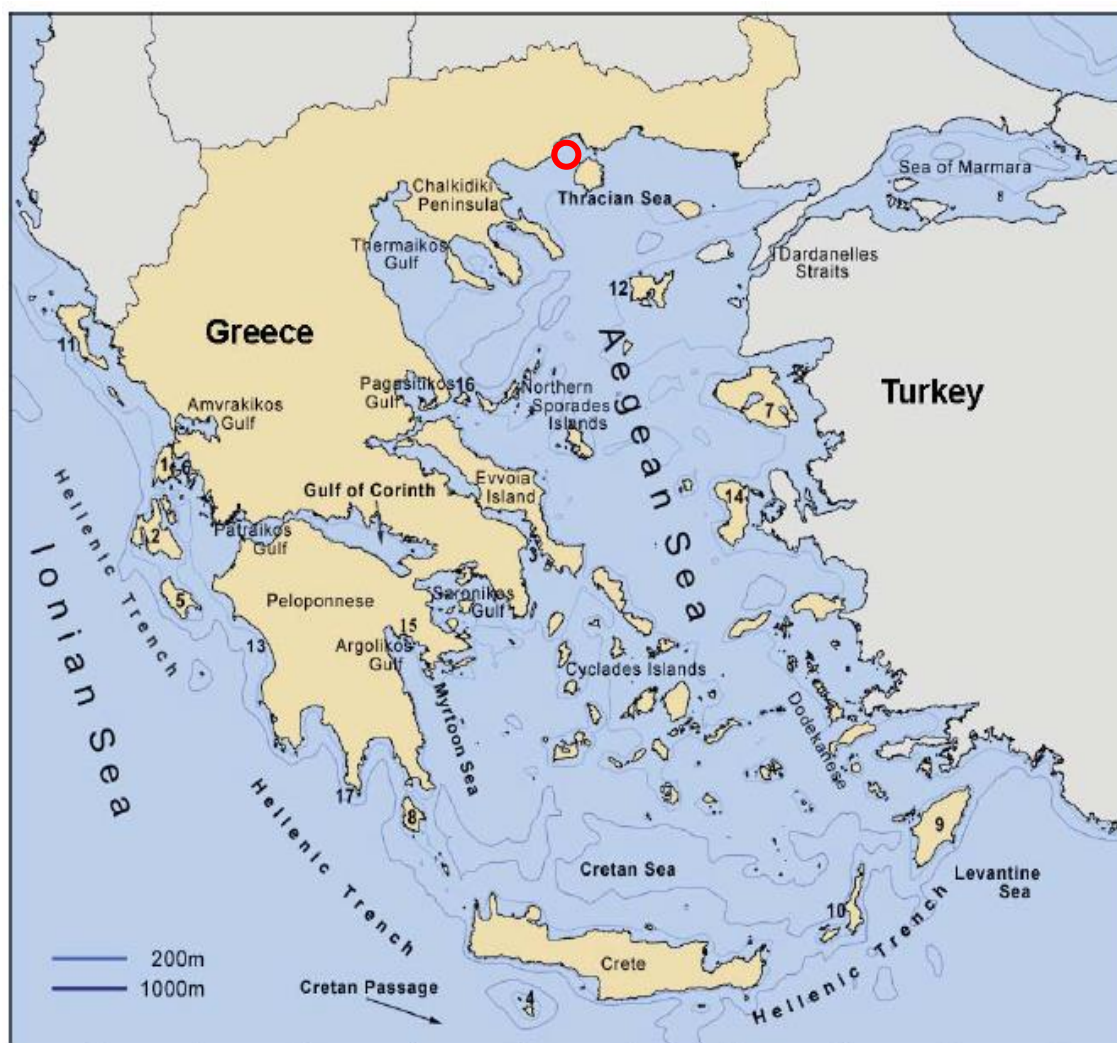 Sea of Marmara
8
Chalkidiki
Peninsula
Thracian Sea
Thermaikos
Gulf
Dardanelles
Straits
12
11
Greece
Aegean Sea
Pagasitikos
Gulf
16
Northern
Sporades
Islands
7
Turkey
Amvrakikos
Gulf
1
6
Evvoia
Island
Gulf of Corinth
14
2
Patraikos
Gulf
3
Hellenic Trench
Ionian Sea
5
Peloponnese
Saronikos
Gulf
15
13
Argolikos
Gulf
Cyclades Islands
Myrtoon Sea
Dodekanese
17
8
Hellenic Trench
9
Cretan Sea
Levantine
Sea
10
Crete
Hellenic Trench
200m
1000m
Cretan Passage
4